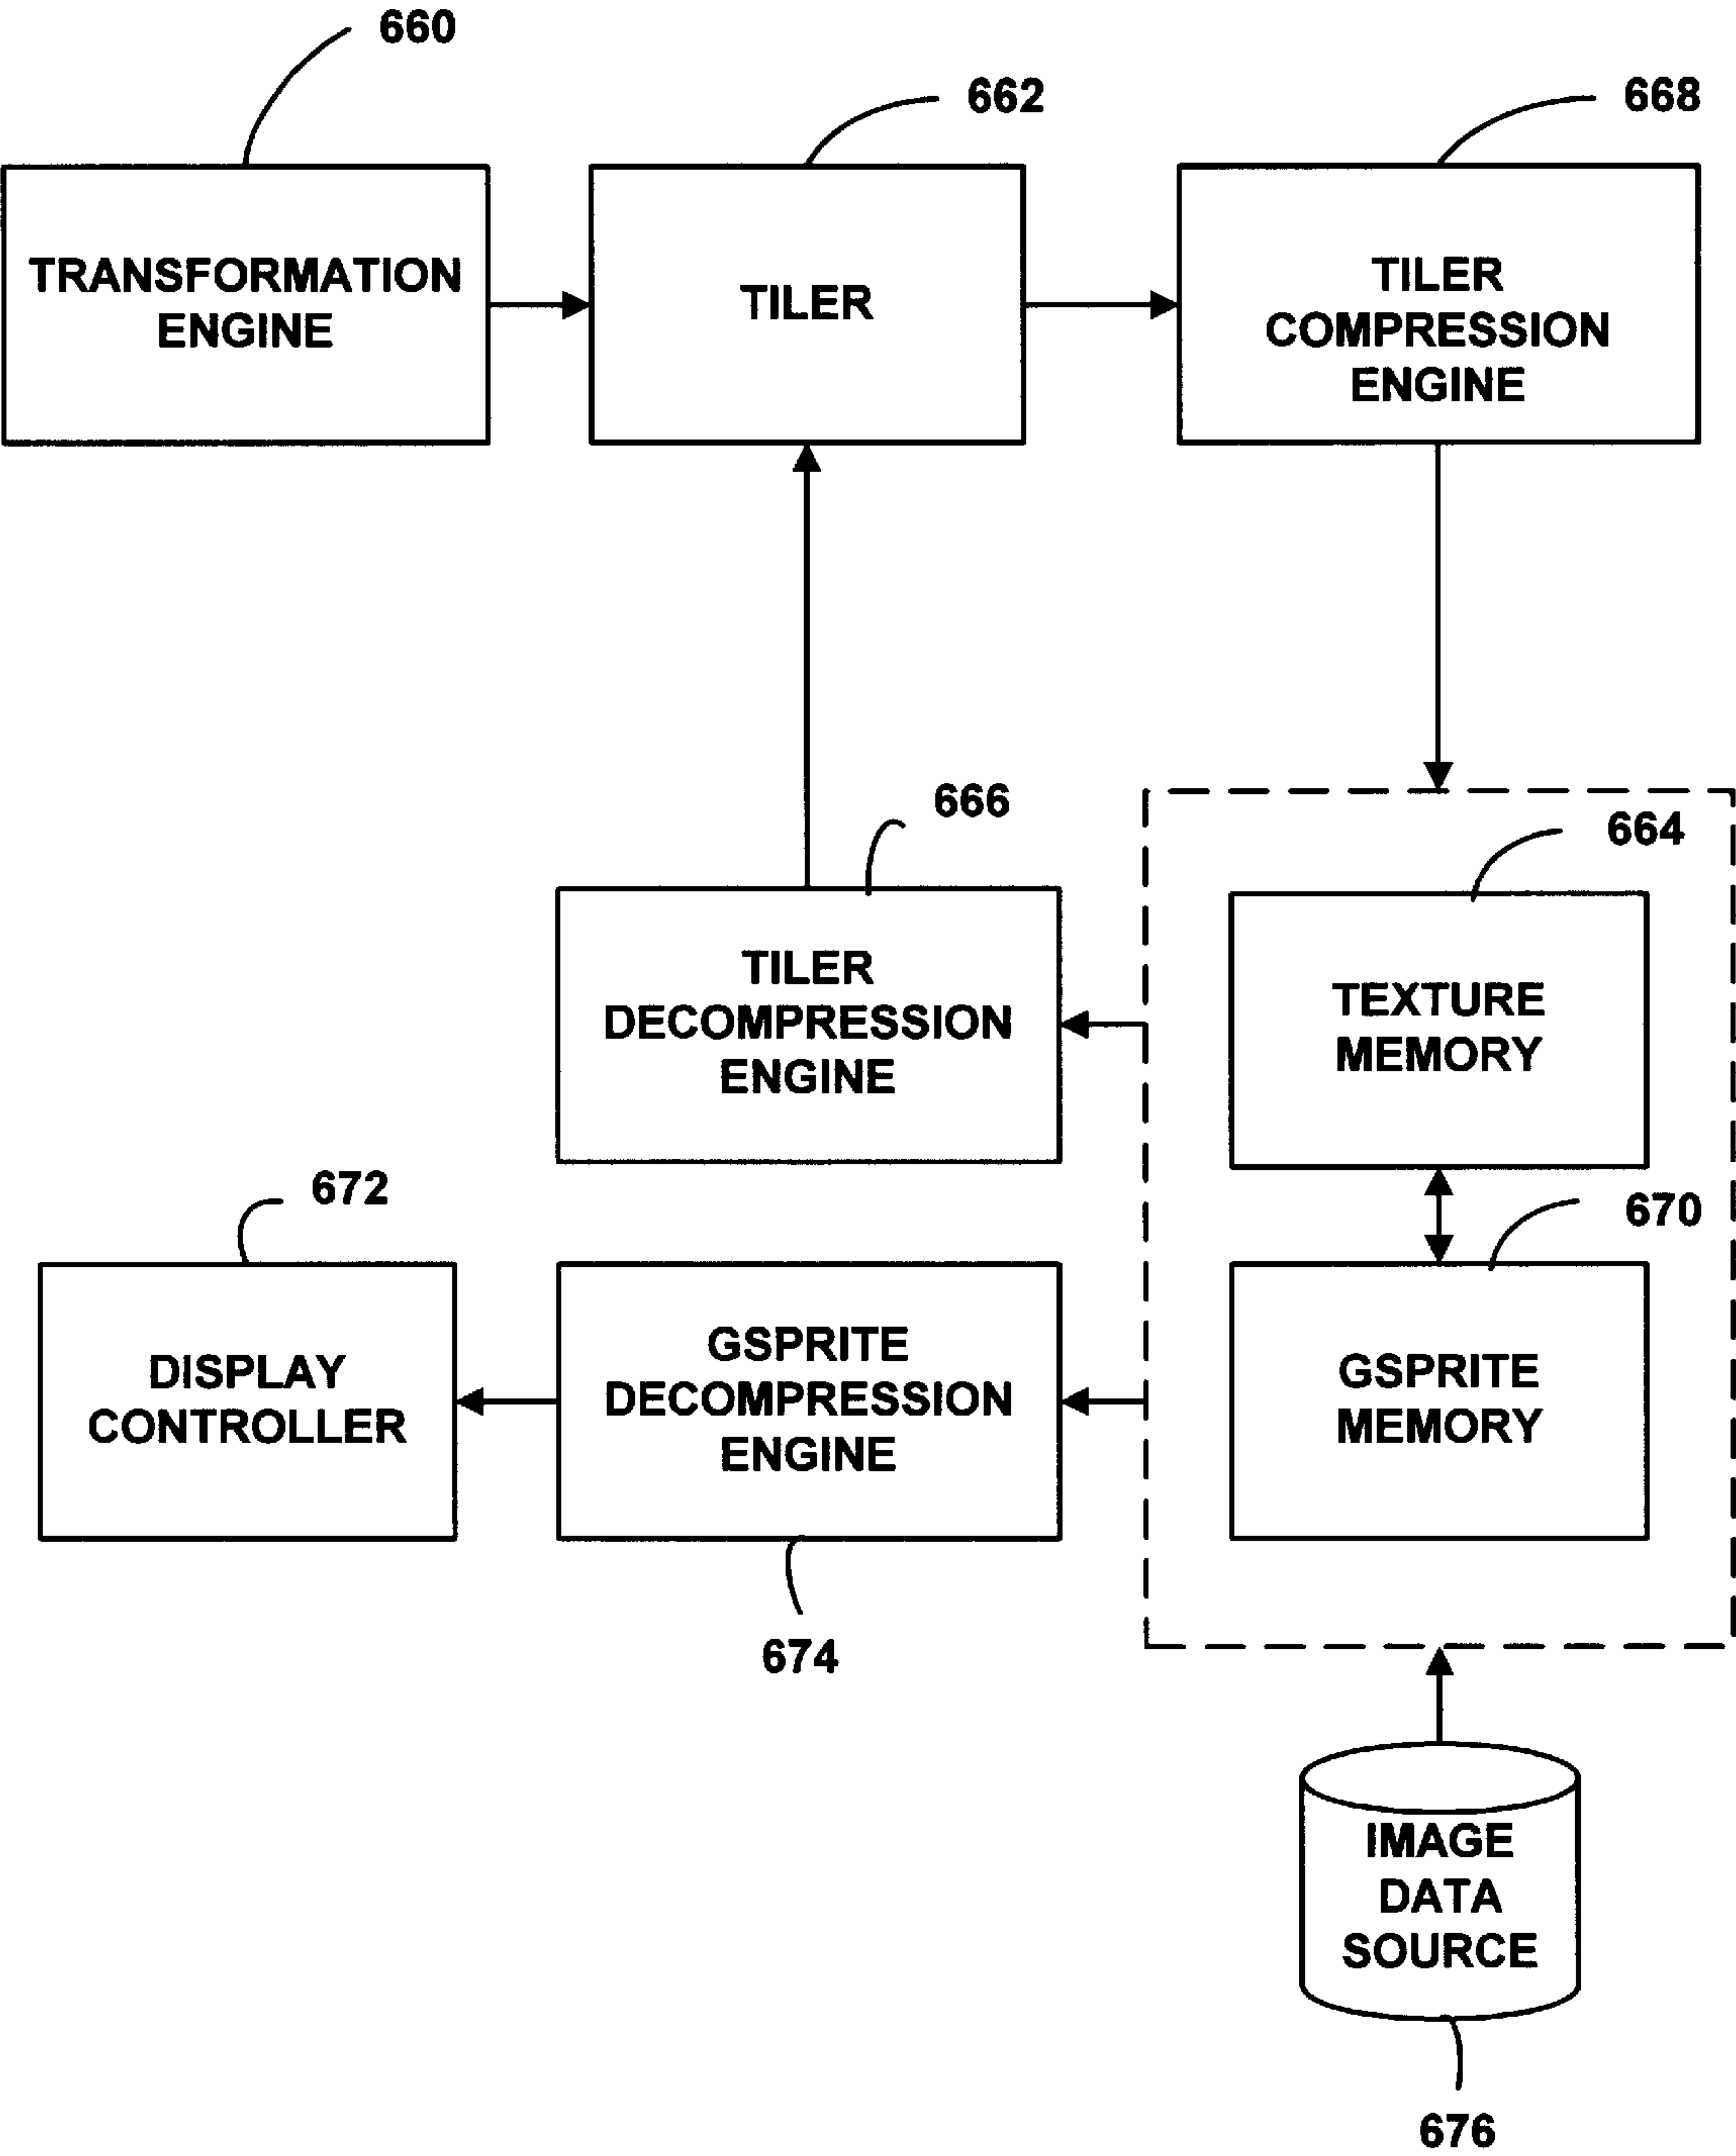 660
662
668
TRANSFORMATION
ENGINE
TILER
TILER
COMPRESSION
ENGINE
666
664
TILER
DECOMPRESSION
ENGINE
TEXTURE
MEMORY
672
670
DISPLAY
CONTROLLER
GSPRITE
DECOMPRESSION
ENGINE
GSPRITE
MEMORY
674
IMAGE
DATA
SOURCE
676